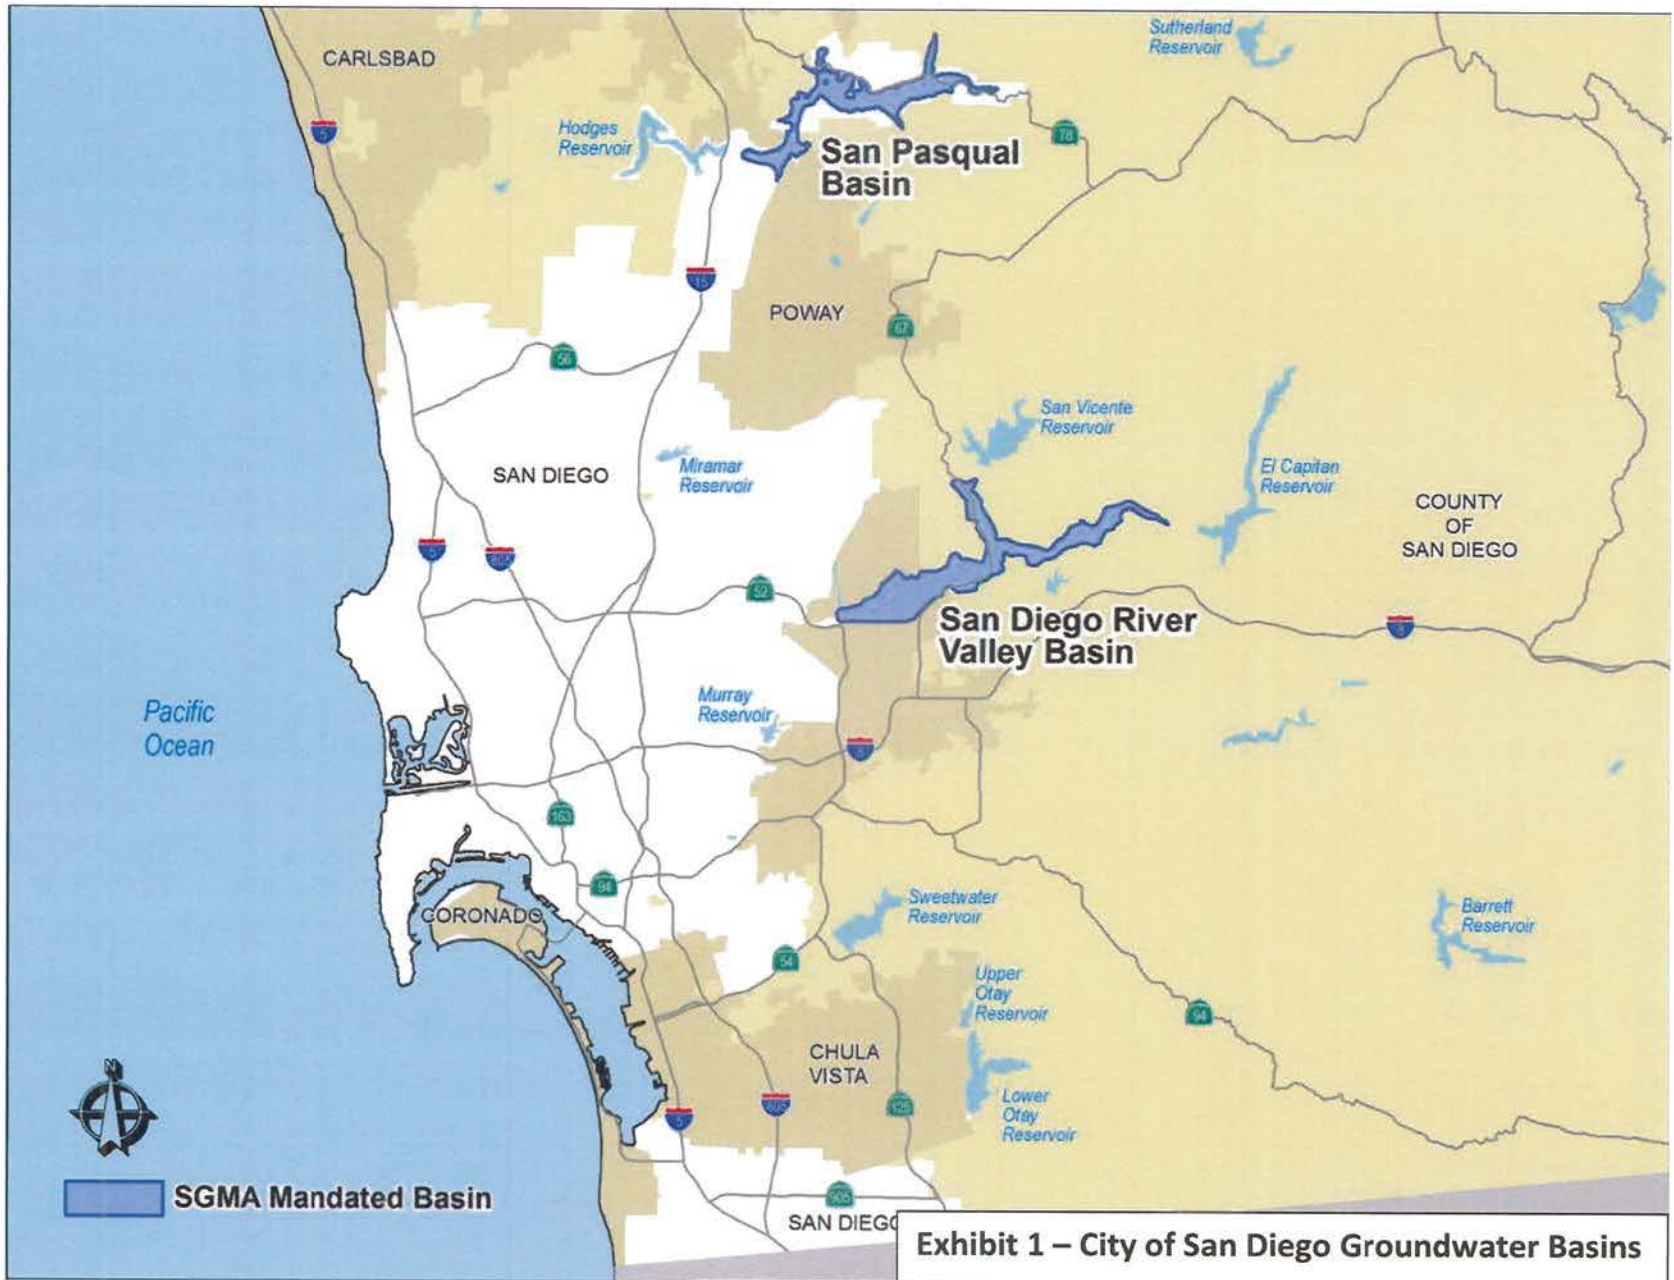 CARLSBAD
Sutherland
Reservoir
5
Hodges
Reservoir
78
San Pasqual
Basin
15
POWAY
67
56
San Vicente
Reservoir
SAN DIEGO
Miramar
Reservoir
El Capitan
Reservoir
COUNTY
OF
SAN DIEGO
5
805
52
San Diego River
Valley Basin
8
Pacific
Ocean
Murray
Reservoir
8
163
94
CORONADO
Sweetwater
Reservoir
Barrett
Reservoir
54
Upper
Otay
Reservoir
94
CHULA
VISTA
Lower
Otay
Reservoir
5
805
125
N
SGMA Mandated Basin
905
SAN DIEGO
Exhibit 1 – City of San Diego Groundwater Basins